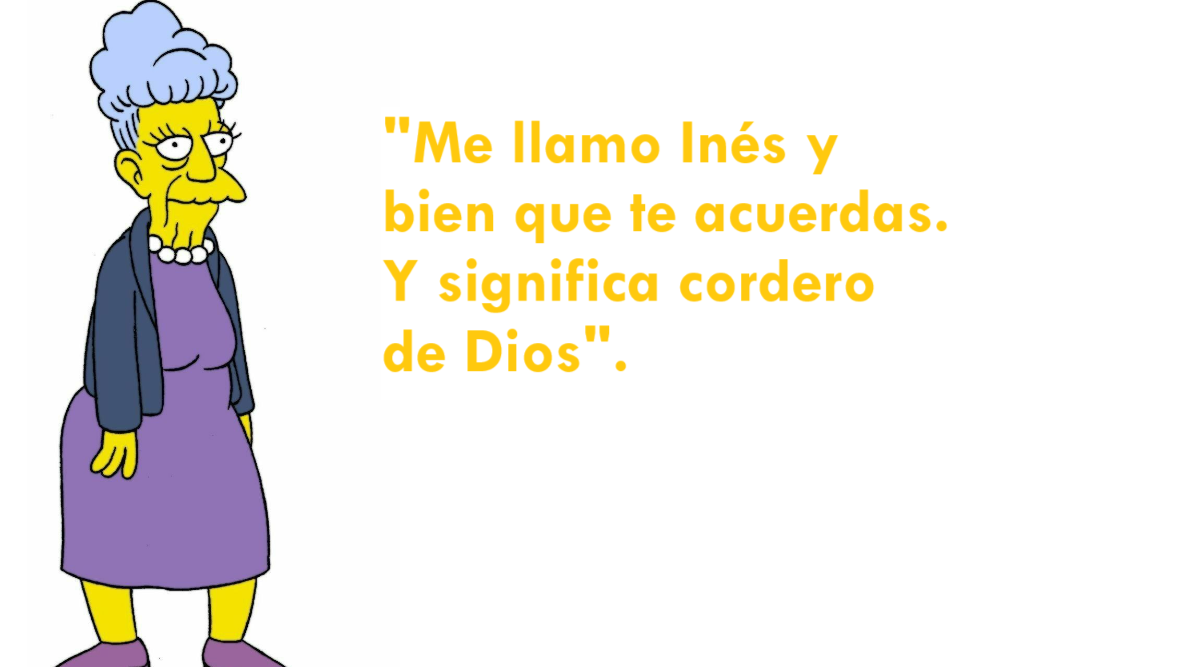 "Me llamo Inés y
bien que te acuerdas.
Y significa cordero
de Dios".